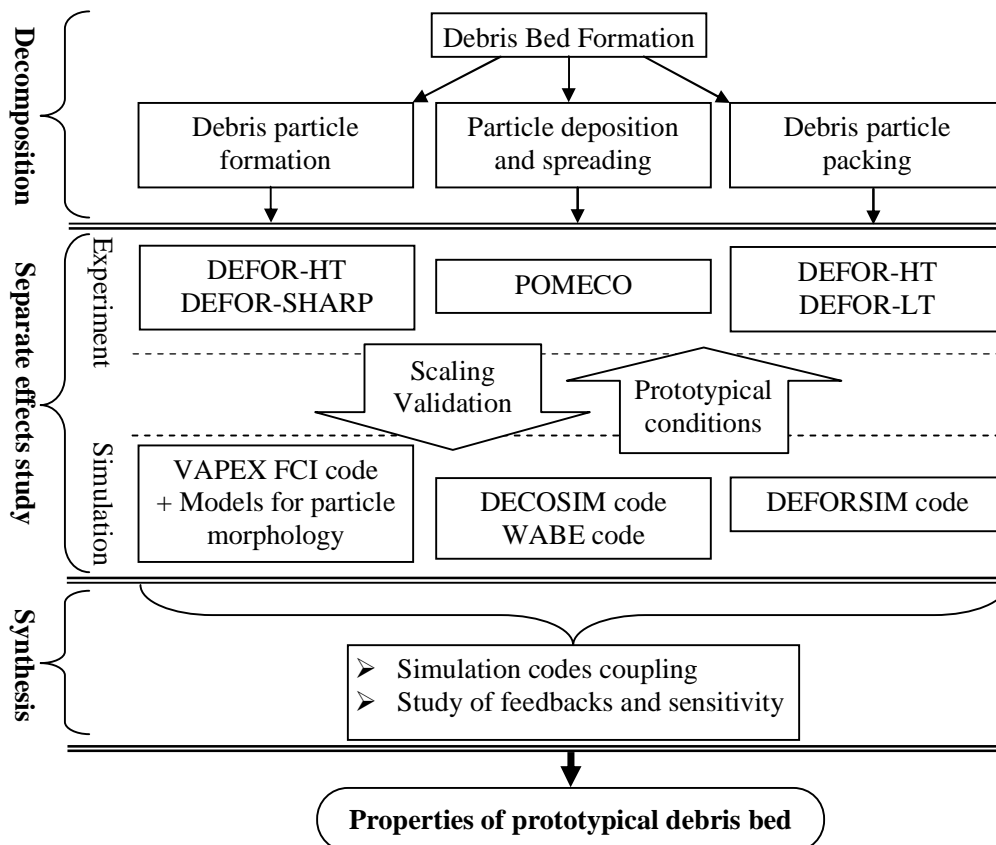 Decomposition
Debris Bed Formation
Debris particle
formation
Particle deposition
and spreading
Debris particle
packing
Separate effects study
Experiment
DEFOR-HT
DEFOR-SHARP
POMECO
DEFOR-HT
DEFOR-LT
Scaling
Validation
Prototypical
conditions
Simulation
VAPEX FCI code
+ Models for particle
morphology
DECOSIM code
WABE code
DEFORSIM code
Synthesis
➢ Simulation codes coupling
➢ Study of feedbacks and sensitivity
Properties of prototypical debris bed